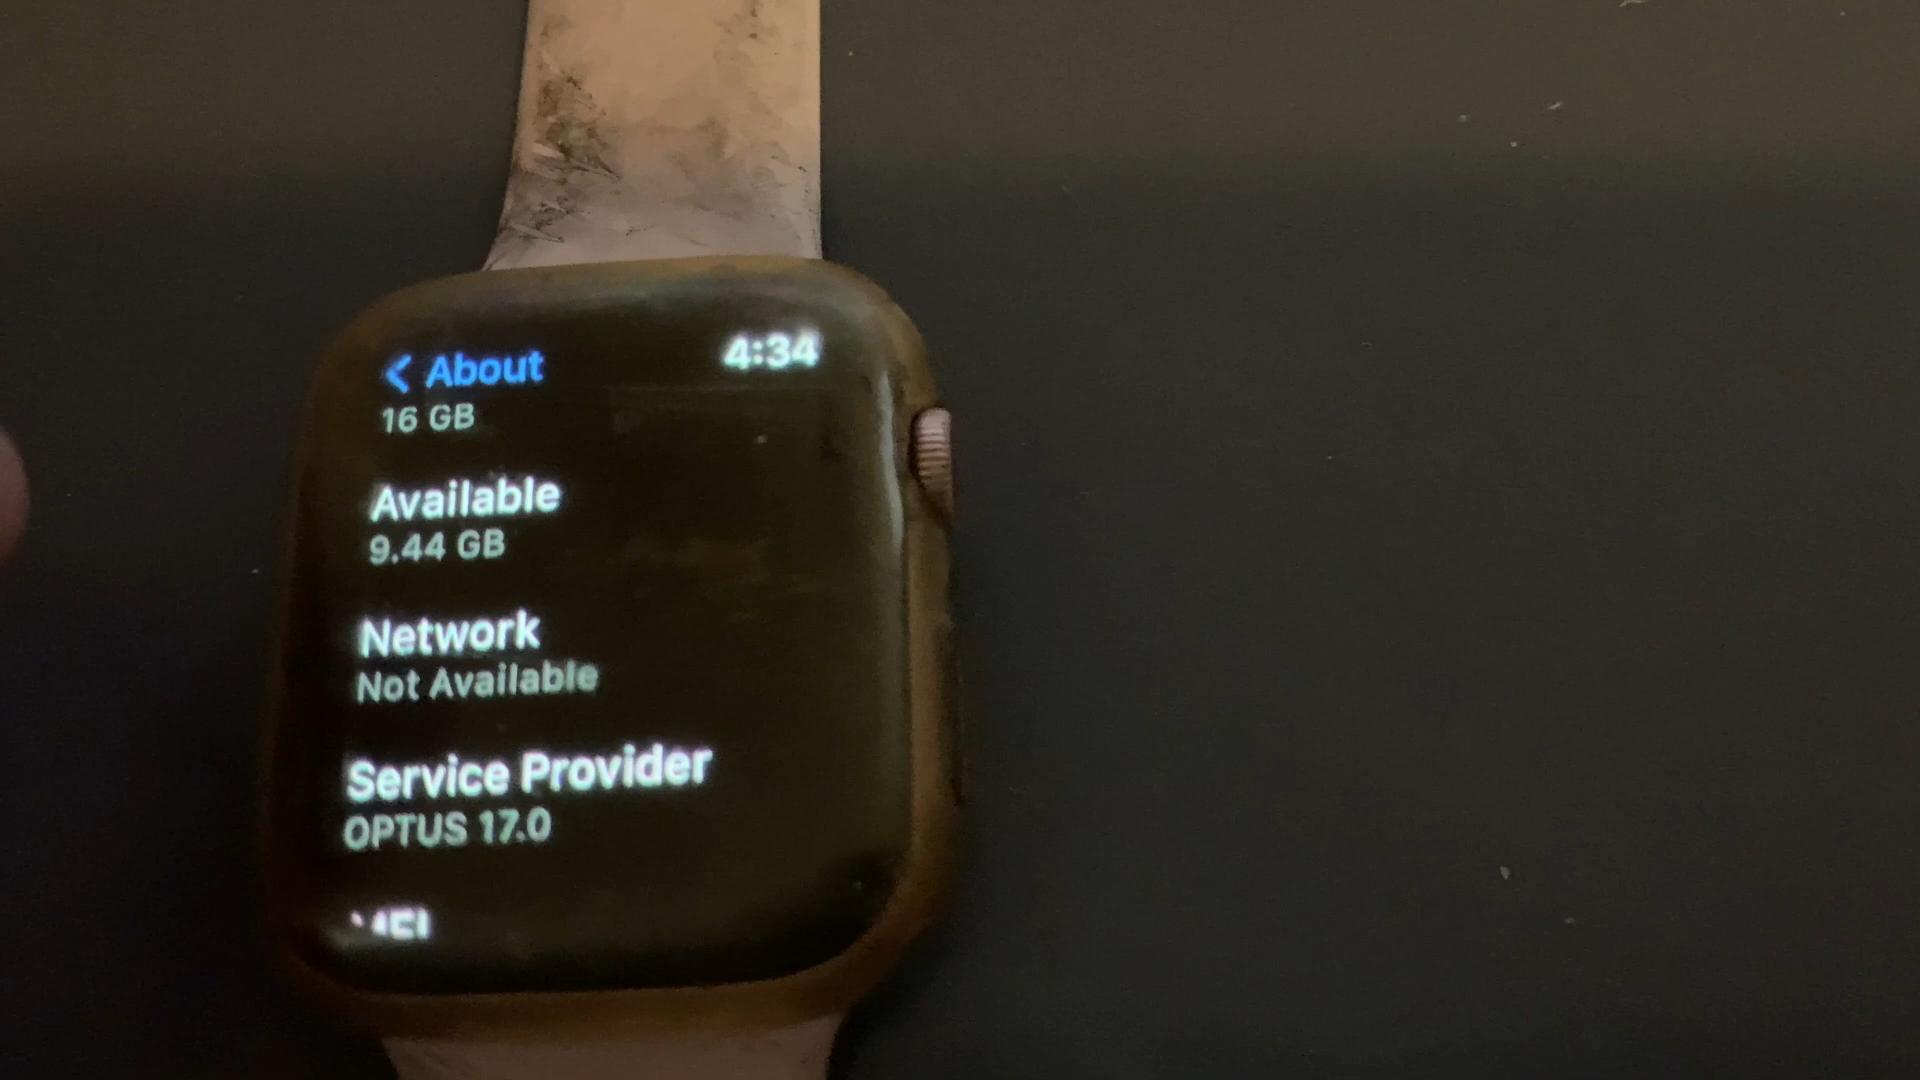 < About 4:34
16 GB
Available
9.44 GB
Network
Not Available
Service Provider
OPTUS 17.0